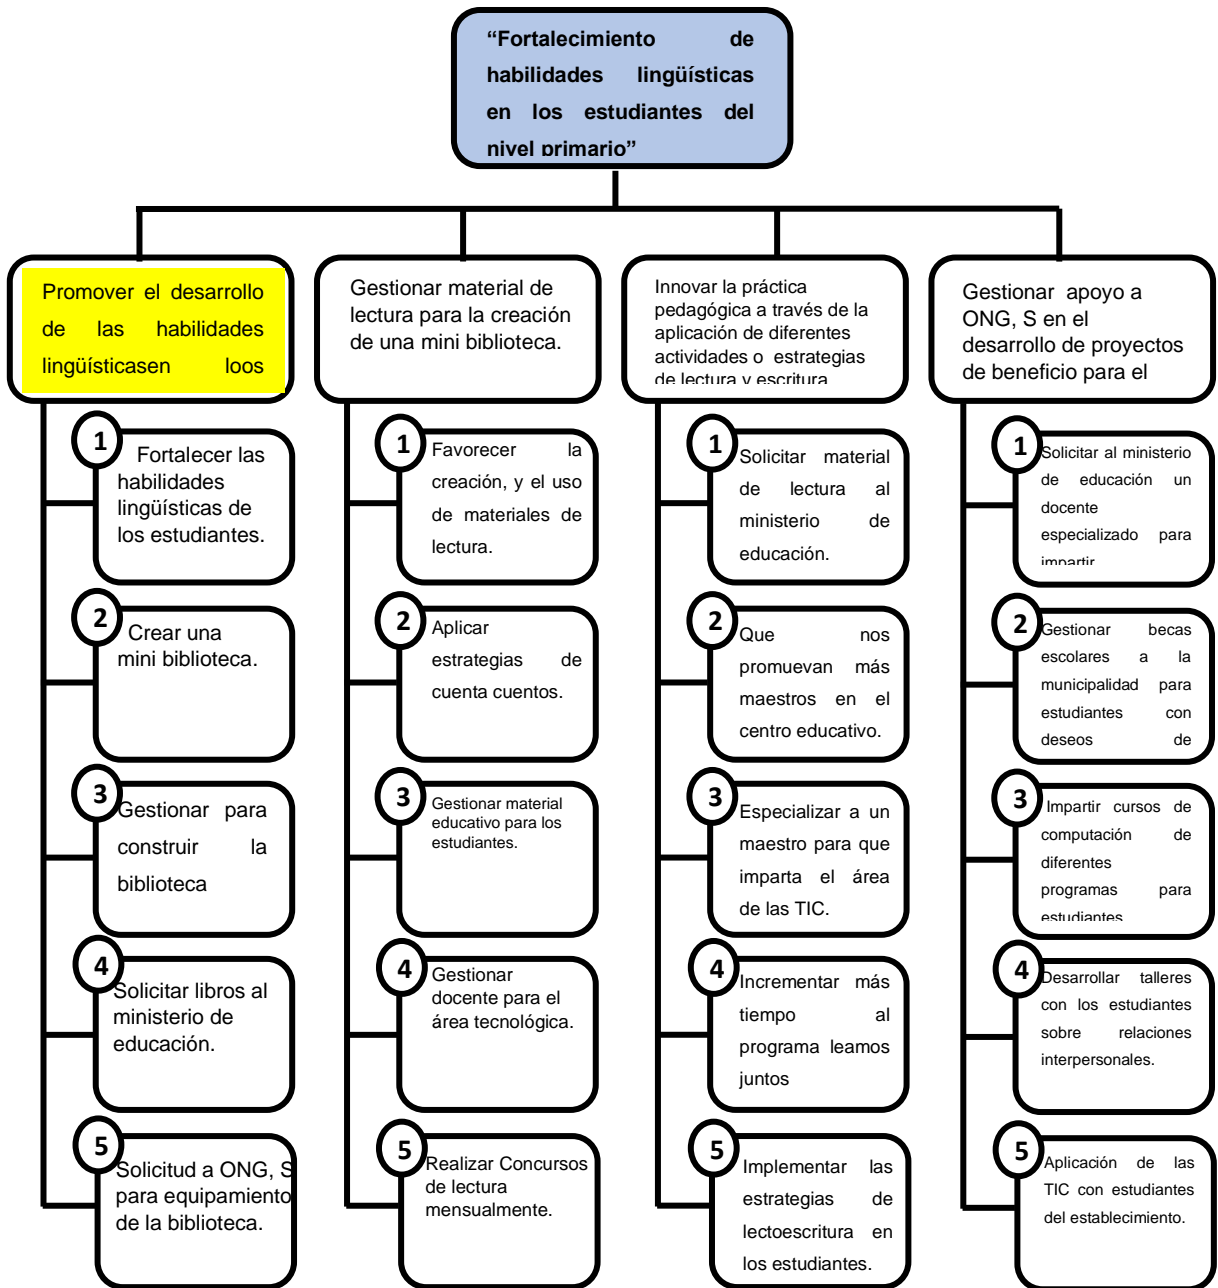 “Fortalecimiento de
habilidades lingüísticas
en los estudiantes del
nivel primario”
Promover el desarrollo
de las habilidades
lingüísticasen loos
1
Fortalecer las
habilidades
lingüísticas de
los estudiantes.
2
Crear una
mini biblioteca.
3
Gestionar para
construir la
biblioteca
4
Solicitar libros al
ministerio de
educación.
5
Solicitud a ONG, S
para equipamiento
de la biblioteca.
Gestionar material de
lectura para la creación
de una mini biblioteca.
1
Favorecer la
creación, y el uso
de materiales de
lectura.
2
Aplicar
estrategias de
cuenta cuentos.
3
Gestionar material
educativo para los
estudiantes.
4
Gestionar
docente para el
área tecnológica.
5
Realizar Concursos
de lectura
mensualmente.
Innovar la práctica
pedagógica a través de la
aplicación de diferentes
actividades o estrategias
de lectura y escritura
1
Solicitar material
de lectura al
ministerio de
educación.
2
Que nos
promuevan más
maestros en el
centro educativo.
3
Especializar a un
maestro para que
imparta el área
de las TIC.
4
Incrementar más
tiempo al
programa leamos
juntos
5
Implementar las
estrategias de
lectoescritura en
los estudiantes.
Gestionar apoyo a
ONG, S en el
desarrollo de proyectos
de beneficio para el
1
Solicitar al ministerio
de educación un
docente
especializado para
impartir
2
Gestionar becas
escolares a la
municipalidad para
estudiantes con
deseos de
3
Impartir cursos de
computación de
diferentes
programas para
estudiantes
4
Desarrollar talleres
con los estudiantes
sobre relaciones
interpersonales.
5
Aplicación de las
TIC con estudiantes
del establecimiento.